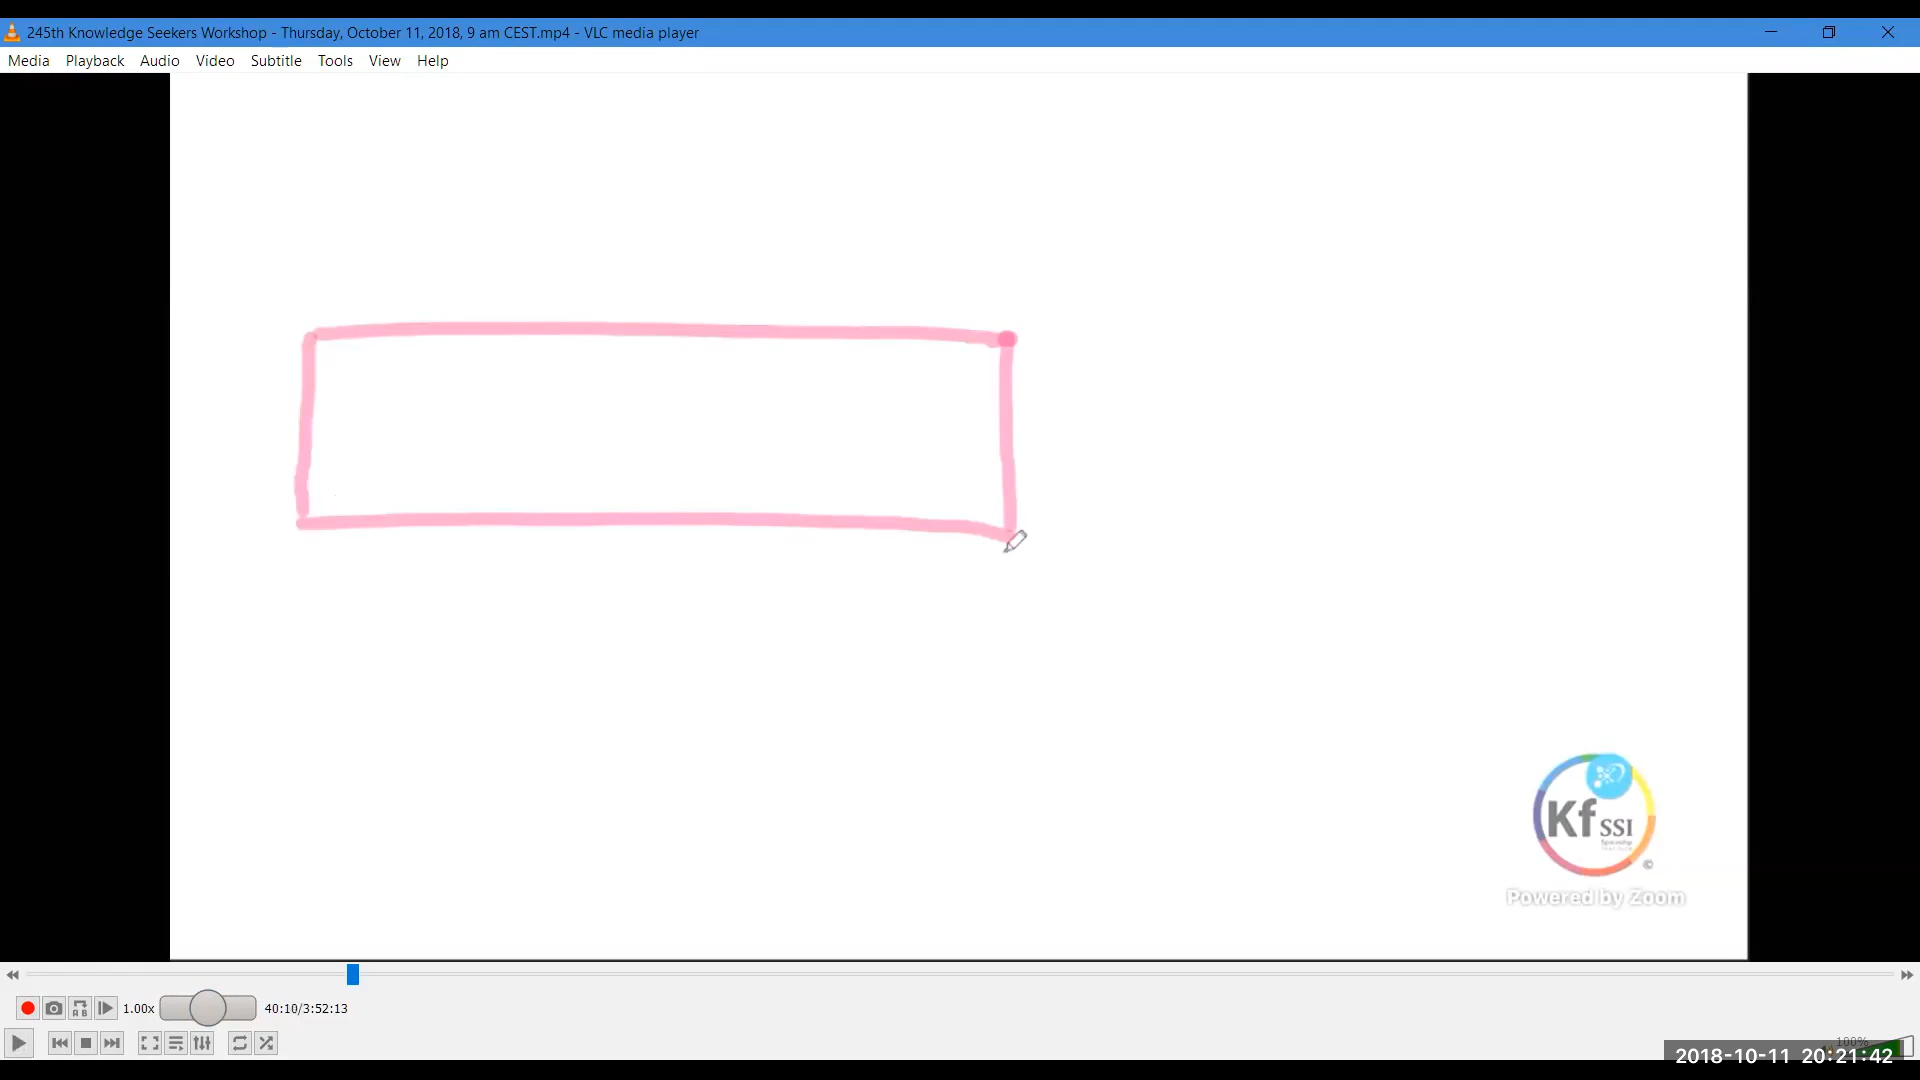 245th Knowledge Seekers Workshop - Thursday, October 11, 2018, 9 am CEST.mp4 - VLC media player
Media Playback Audio Video Subtitle Tools View Help
Kf SSI
©
Powered by Zoom
1.00x 40:10/3:52:13
100%
2018-10-11 20:21:42